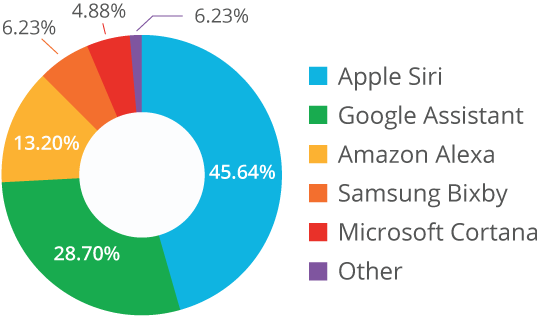 4.88%
6.23%
6.23%
13.20%
45.64%
28.70%
Apple Siri
Google Assistant
Amazon Alexa
Samsung Bixby
Microsoft Cortana
Other